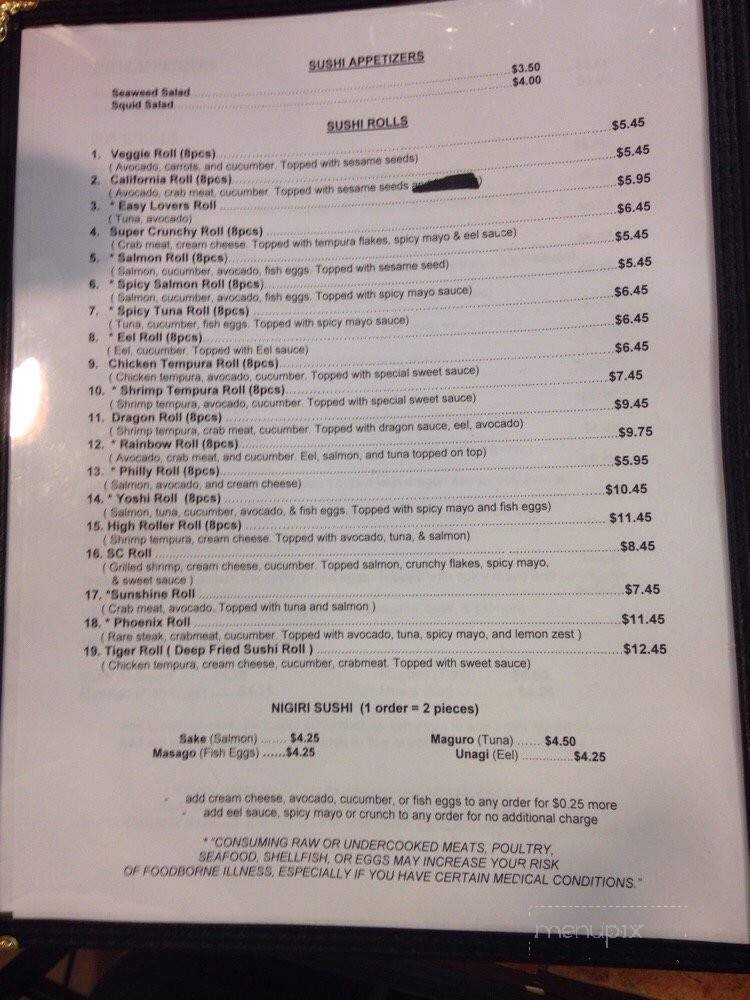 SUSHI APPETIZERS
Seaweed Salad ........ $3.50
Squid Salad ........ $4.00
SUSHI ROLLS
1. Veggie Roll (8pcs) ........ $5.45
( Avocado, carrots, and cucumber. Topped with sesame seeds)
2. California Roll (8pcs) ........ $5.45
( Avocado, crab meat, cucumber. Topped with sesame seeds )
3. * Easy Lovers Roll ........ $5.95
( Tuna, avocado)
4. Super Crunchy Roll (8pcs) ........ $6.45
( Crab meat, cream cheese. Topped with tempura flakes, spicy mayo & eel sauce)
5. * Salmon Roll (8pcs) ........ $5.45
( Salmon, cucumber, avocado, fish eggs. Topped with sesame seed)
6. * Spicy Salmon Roll (8pcs) ........ $5.45
( Salmon, cucumber, avocado, fish eggs. Topped with spicy mayo sauce)
7. * Spicy Tuna Roll (8pcs) ........ $6.45
( Tuna, cucumber, fish eggs. Topped with spicy mayo sauce)
8. * Eel Roll (8pcs) ........ $6.45
( Eel, cucumber. Topped with Eel sauce)
9. Chicken Tempura Roll (8pcs) ........ $6.45
( Chicken tempura, avocado, cucumber. Topped with special sweet sauce)
10. * Shrimp Tempura Roll (8pcs) ........ $7.45
( Shrimp tempura, avocado, cucumber. Topped with special sweet sauce)
11. Dragon Roll (8pcs) ........ $9.45
( Shrimp tempura, crab meat, cucumber. Topped with dragon sauce, eel, avocado)
12. * Rainbow Roll (8pcs) ........ $9.75
( Avocado, crab meat, and cucumber. Eel, salmon, and tuna topped on top)
13. * Philly Roll (8pcs) ........ $5.95
( Salmon, avocado, and cream cheese)
14. * Yoshi Roll (8pcs) ........ $10.45
( Salmon, tuna, cucumber, avocado, & fish eggs. Topped with spicy mayo and fish eggs)
15. High Roller Roll (8pcs) ........ $11.45
( Shrimp tempura, cream cheese. Topped with avocado, tuna, & salmon)
16. SC Roll ........ $8.45
( Grilled shrimp, cream cheese, cucumber. Topped salmon, crunchy flakes, spicy mayo,
& sweet sauce )
17. *Sunshine Roll ........ $7.45
( Crab meat, avocado. Topped with tuna and salmon )
18. * Phoenix Roll ........ $11.45
( Rare steak, crabmeat, cucumber. Topped with avocado, tuna, spicy mayo, and lemon zest )
19. Tiger Roll ( Deep Fried Sushi Roll ) ........ $12.45
( Chicken tempura, cream cheese, cucumber, crabmeat. Topped with sweet sauce)
NIGIRI SUSHI (1 order = 2 pieces)
Sake (Salmon) ....... $4.25 Maguro (Tuna) ...... $4.50
Masago (Fish Eggs) ......$4.25 Unagi (Eel) .............$4.25
- add cream cheese, avocado, cucumber, or fish eggs to any order for $0.25 more
- add eel sauce, spicy mayo or crunch to any order for no additional charge
* "CONSUMING RAW OR UNDERCOOKED MEATS, POULTRY,
SEAFOOD, SHELLFISH, OR EGGS MAY INCREASE YOUR RISK
OF FOODBORNE ILLNESS, ESPECIALLY IF YOU HAVE CERTAIN MEDICAL CONDITIONS."
menupix